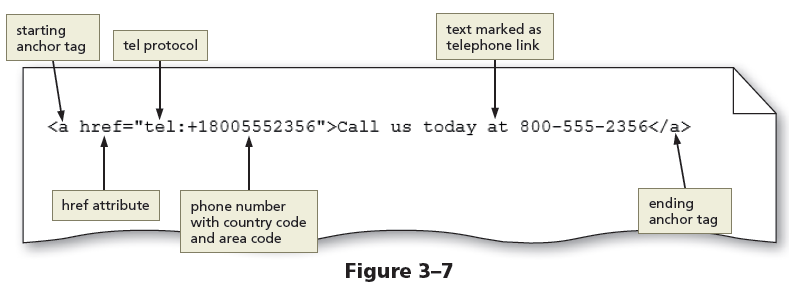 starting
anchor tag
tel protocol
text marked as
telephone link
<a href="tel:+18005552356">Call us today at 800-555-2356</a>
href attribute
phone number
with country code
and area code
ending
anchor tag
Figure 3–7